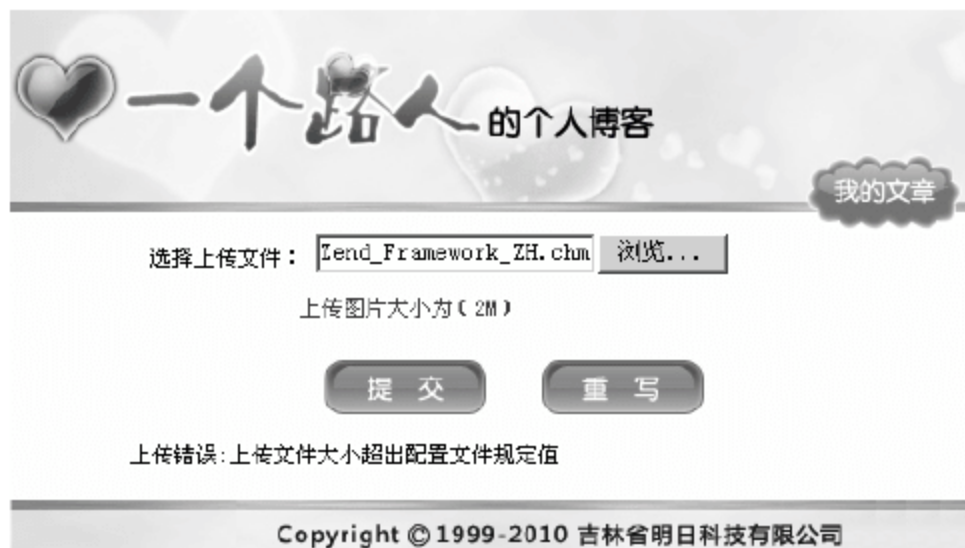 一个路人的个人博客
我的文章
选择上传文件： Zend_Framework_ZH.chm 浏览...
上传图片大小为（2M）
提 交 重 写
上传错误:上传文件大小超出配置文件规定值
Copyright © 1999-2010 吉林省明日科技有限公司